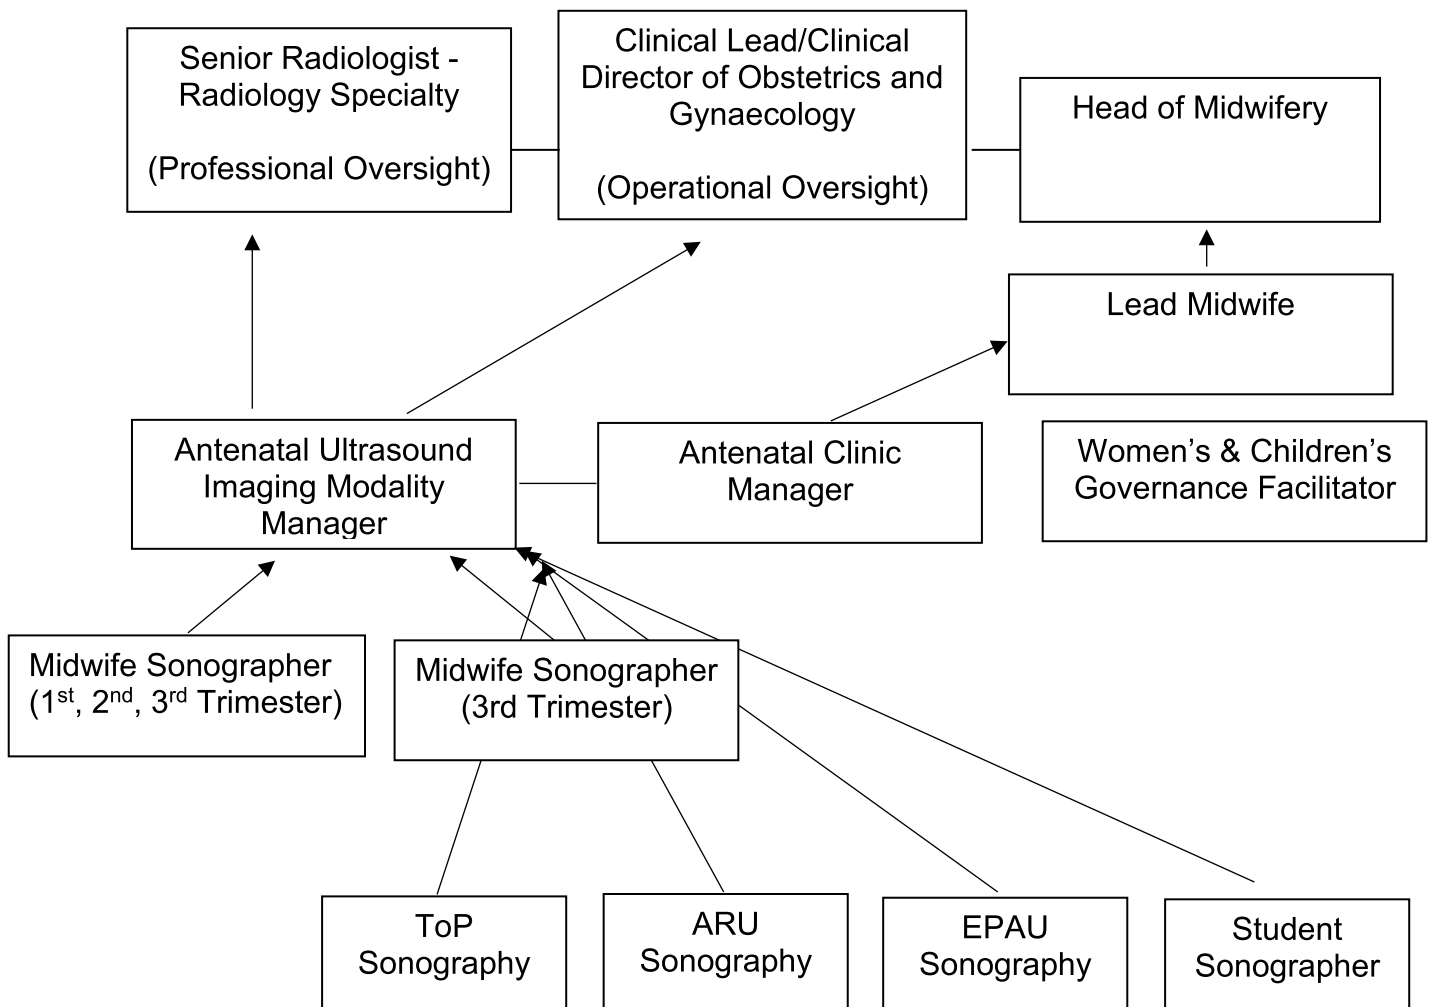 Senior Radiologist -
Radiology Specialty
(Professional Oversight)
Clinical Lead/Clinical
Director of Obstetrics and
Gynaecology
(Operational Oversight)
Head of Midwifery
Lead Midwife
Antenatal Ultrasound
Imaging Modality
Manager
Antenatal Clinic
Manager
Women’s & Children’s
Governance Facilitator
Midwife Sonographer
(1st, 2nd, 3rd Trimester)
Midwife Sonographer
(3rd Trimester)
ToP
Sonography
ARU
Sonography
EPAU
Sonography
Student
Sonographer